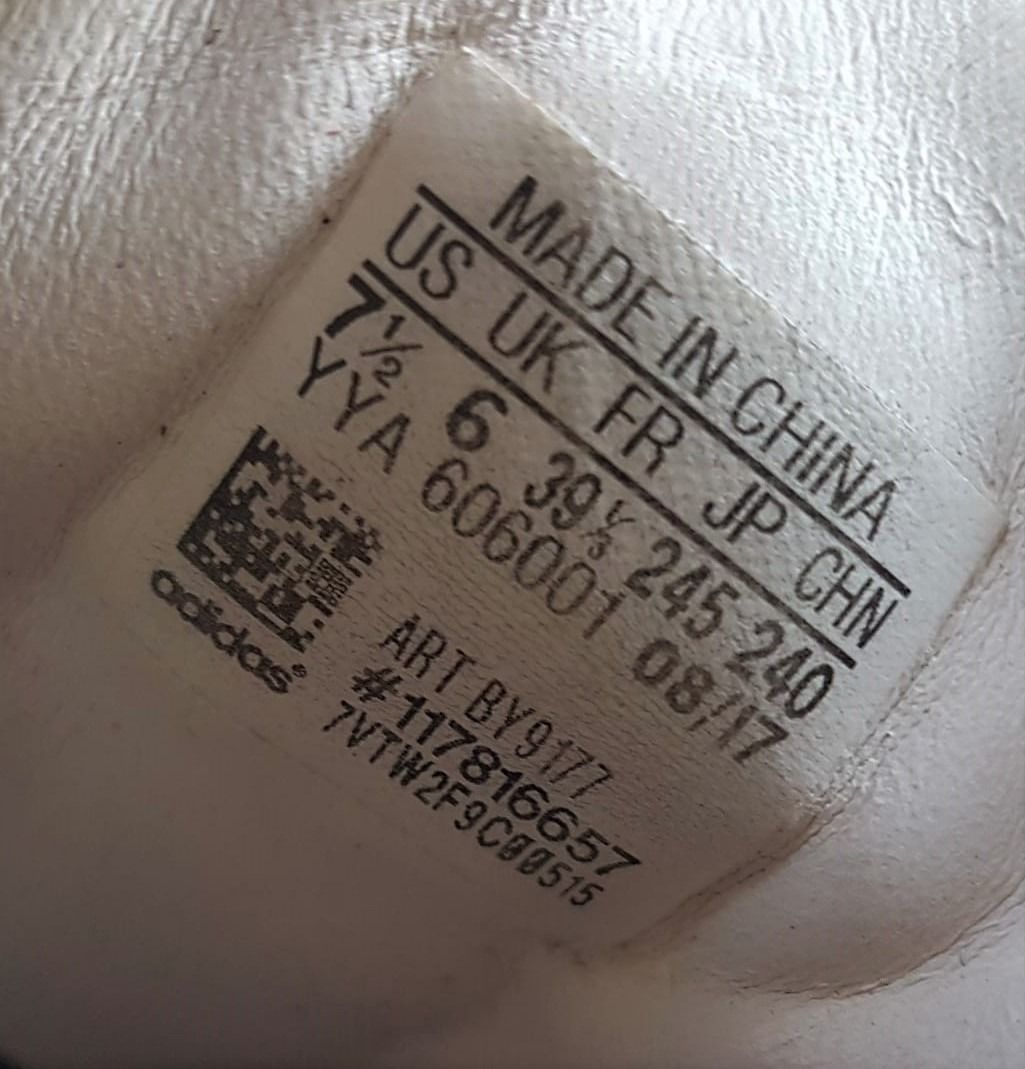 MADE IN CHINA
US UK FR JP CHN
7½ 6 39⅓ 245 240
YYA 606001 08/17
adidas®
ART BY9177
#117816657
7VTW2F9C00515